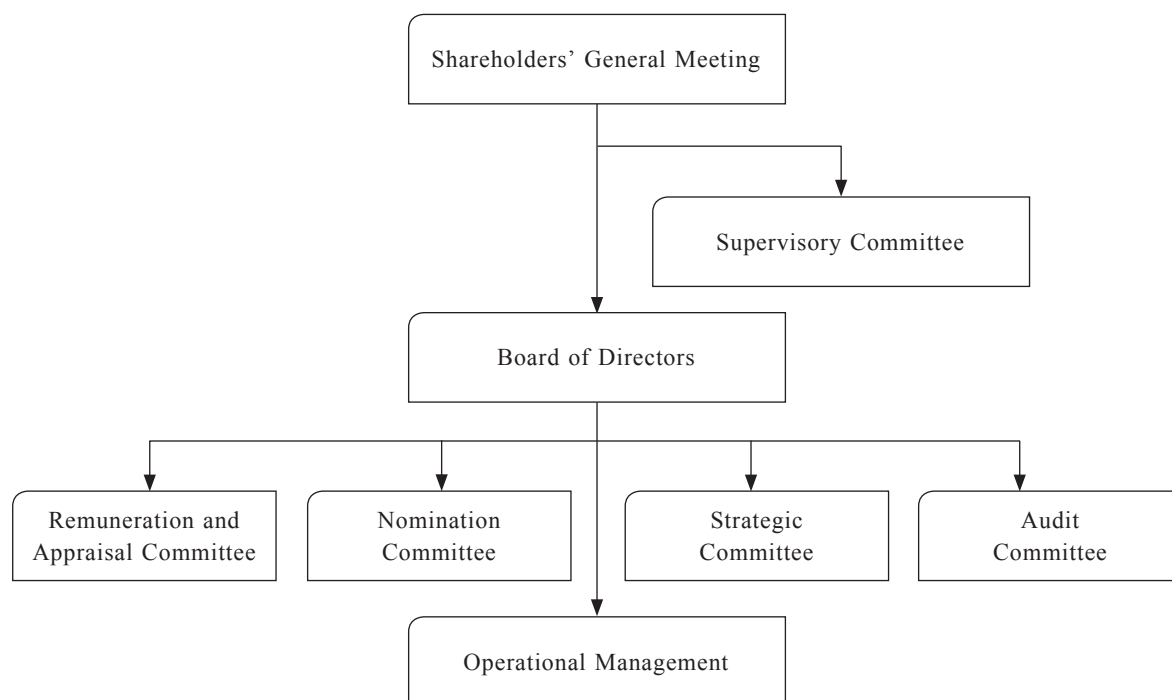 Shareholders’ General Meeting
Supervisory Committee
Board of Directors
Remuneration and
Appraisal Committee
Nomination
Committee
Strategic
Committee
Audit
Committee
Operational Management